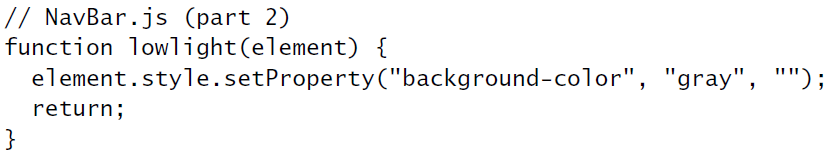 // NavBar.js (part 2)
function lowlight(element) {
  element.style.setProperty("background-color", "gray", "");
  return;
}